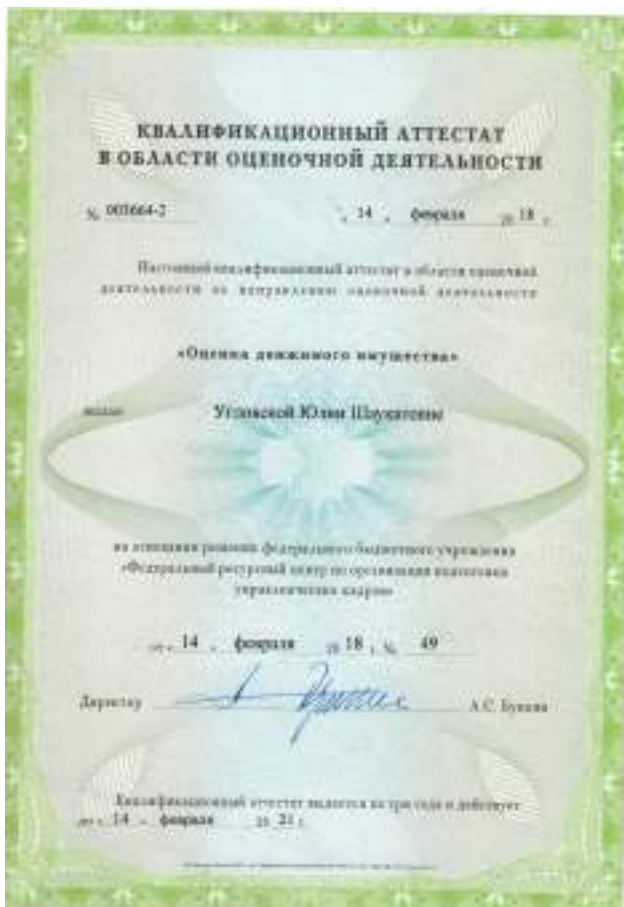 КВАЛИФИКАЦИОННЫЙ АТТЕСТАТ
В ОБЛАСТИ ОЦЕНОЧНОЙ ДЕЯТЕЛЬНОСТИ
№ 003664-2 « 14 » февраля 20 18 г.
Настоящий квалификационный аттестат в области оценочной
деятельности по направлению оценочной деятельности
«Оценка движимого имущества»
выдан Угловской Юлии Шаукатовне
на основании решения федерального бюджетного учреждения
«Федеральный ресурсный центр по организации подготовки
управленческих кадров»
от « 14 » февраля 20 18 г. № 49
Директор А.С. Бункин
Квалификационный аттестат выдается на три года и действует
до « 14 » февраля 20 21 г.